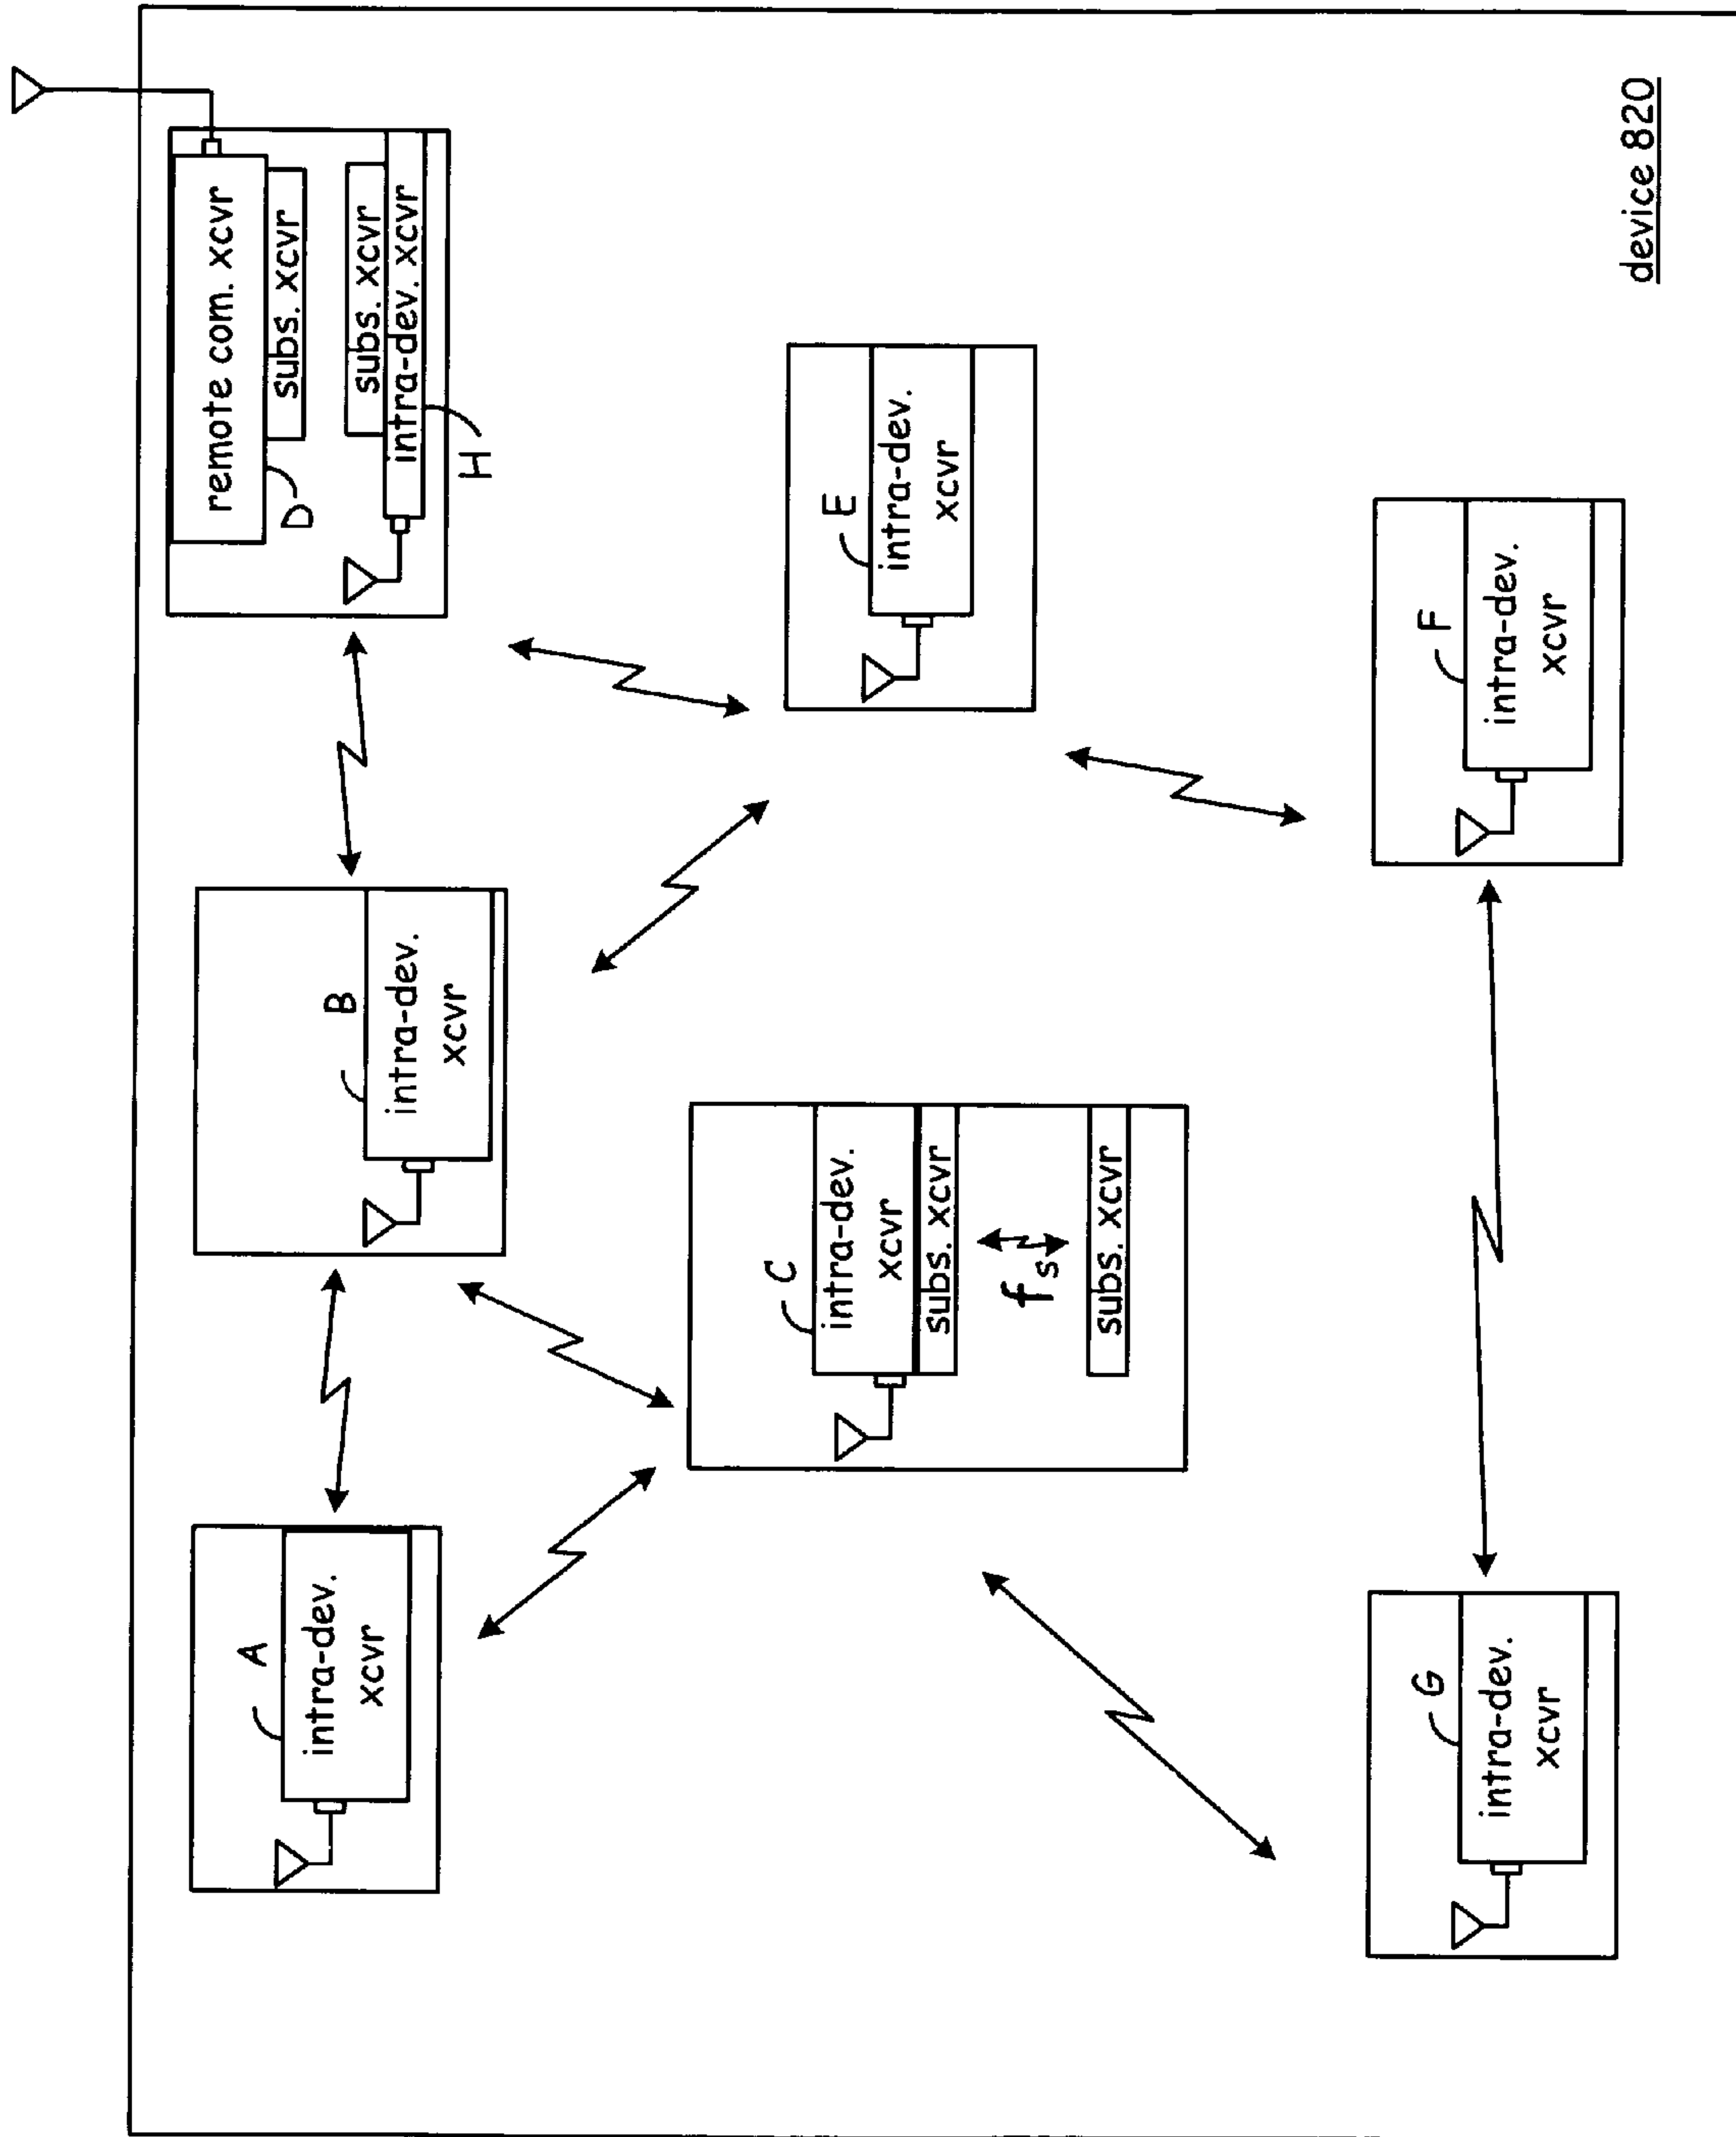 A
intra-dev.
xcvr
B
intra-dev.
xcvr
remote com. xcvr
D
subs. xcvr
subs. xcvr
intra-dev. xcvr
H
C
intra-dev.
xcvr
subs. xcvr
fs
subs. xcvr
E
intra-dev.
xcvr
G
intra-dev.
xcvr
F
intra-dev.
xcvr
device 820